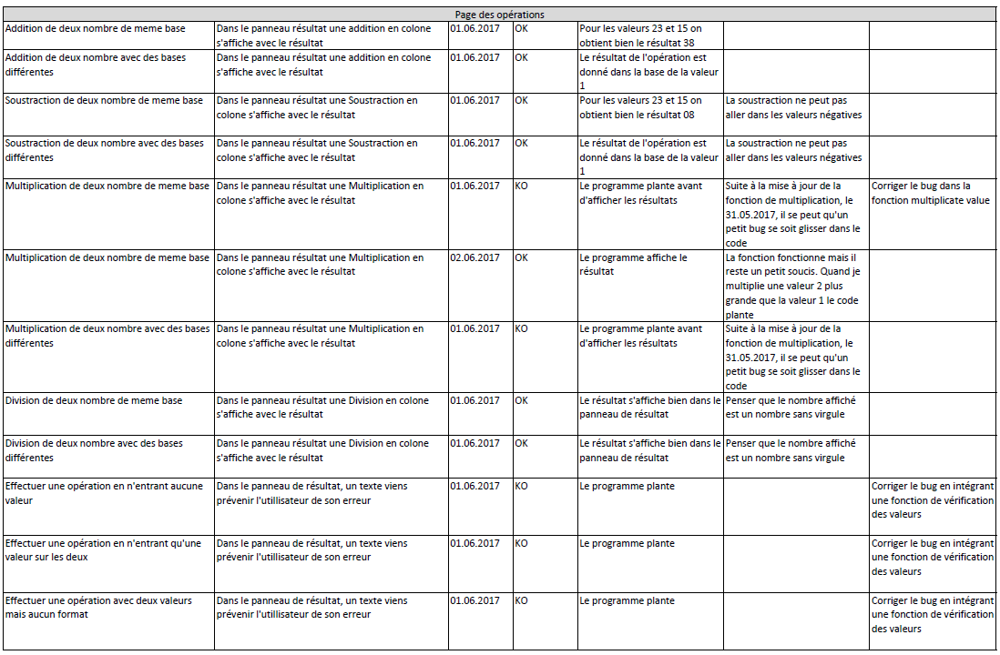 Page des opérations
Addition de deux nombre de meme base
Dans le panneau résultat une addition en colone
s'affiche avec le résultat
01.06.2017
OK
Pour les valeurs 23 et 15 on
obtient bien le résultat 38
Addition de deux nombre avec des bases
différentes
Dans le panneau résultat une addition en colone
s'affiche avec le résultat
01.06.2017
OK
Le résultat de l'opération est
donné dans la base de la valeur
1
Soustraction de deux nombre de meme base
Dans le panneau résultat une Soustraction en
colone s'affiche avec le résultat
01.06.2017
OK
Pour les valeurs 23 et 15 on
obtient bien le résultat 08
La soustraction ne peut pas
aller dans les valeurs négatives
Soustraction de deux nombre avec des bases
différentes
Dans le panneau résultat une Soustraction en
colone s'affiche avec le résultat
01.06.2017
OK
Le résultat de l'opération est
donné dans la base de la valeur
1
La soustraction ne peut pas
aller dans les valeurs négatives
Multiplication de deux nombre de meme base
Dans le panneau résultat une Multiplication en
colone s'affiche avec le résultat
01.06.2017
KO
Le programme plante avant
d'afficher les résultats
Suite à la mise à jour de la
fonction de multiplication, le
31.05.2017, il se peut qu'un
petit bug se soit glisser dans le
code
Corriger le bug dans la
fonction multiplicate value
Multiplication de deux nombre de meme base
Dans le panneau résultat une Multiplication en
colone s'affiche avec le résultat
02.06.2017
OK
Le programme affiche le
résultat
La fonction fonctionne mais il
reste un petit soucis. Quand je
multiplie une valeur 2 plus
grande que la valeur 1 le code
plante
Multiplication de deux nombre avec des bases
différentes
Dans le panneau résultat une Multiplication en
colone s'affiche avec le résultat
01.06.2017
KO
Le programme plante avant
d'afficher les résultats
Suite à la mise à jour de la
fonction de multiplication, le
31.05.2017, il se peut qu'un
petit bug se soit glisser dans le
code
Division de deux nombre de meme base
Dans le panneau résultat une Division en colone
s'affiche avec le résultat
01.06.2017
OK
Le résultat s'affiche bien dans le
panneau de résultat
Penser que le nombre affiché
est un nombre sans virgule
Division de deux nombre avec des bases
différentes
Dans le panneau résultat une Division en colone
s'affiche avec le résultat
01.06.2017
OK
Le résultat s'affiche bien dans le
panneau de résultat
Penser que le nombre affiché
est un nombre sans virgule
Effectuer une opération en n'entrant aucune
valeur
Dans le panneau de résultat, un texte viens
prévenir l'utillisateur de son erreur
01.06.2017
KO
Le programme plante
Corriger le bug en intégrant
une fonction de vérification
des valeurs
Effectuer une opération en n'entrant qu'une
valeur sur les deux
Dans le panneau de résultat, un texte viens
prévenir l'utillisateur de son erreur
01.06.2017
KO
Le programme plante
Corriger le bug en intégrant
une fonction de vérification
des valeurs
Effectuer une opération avec deux valeurs
mais aucun format
Dans le panneau de résultat, un texte viens
prévenir l'utillisateur de son erreur
01.06.2017
KO
Le programme plante
Corriger le bug en intégrant
une fonction de vérification
des valeurs